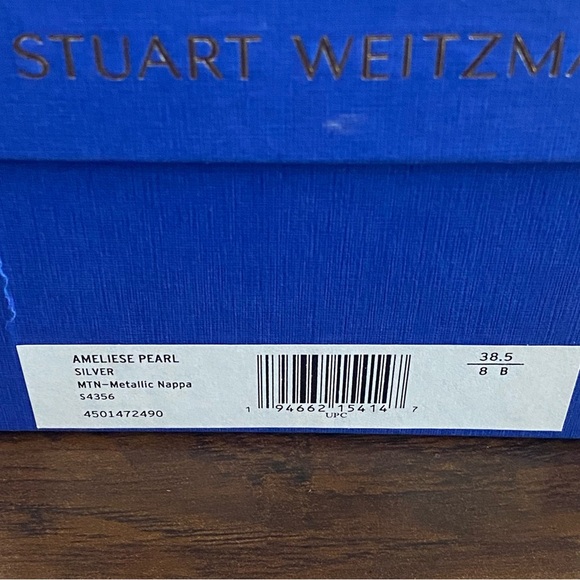 STUART WEITZMA
AMELIESE PEARL
SILVER
MTN-Metallic Nappa
S4356
4501472490
1 94662 15414 7
UPC
38.5
8 B